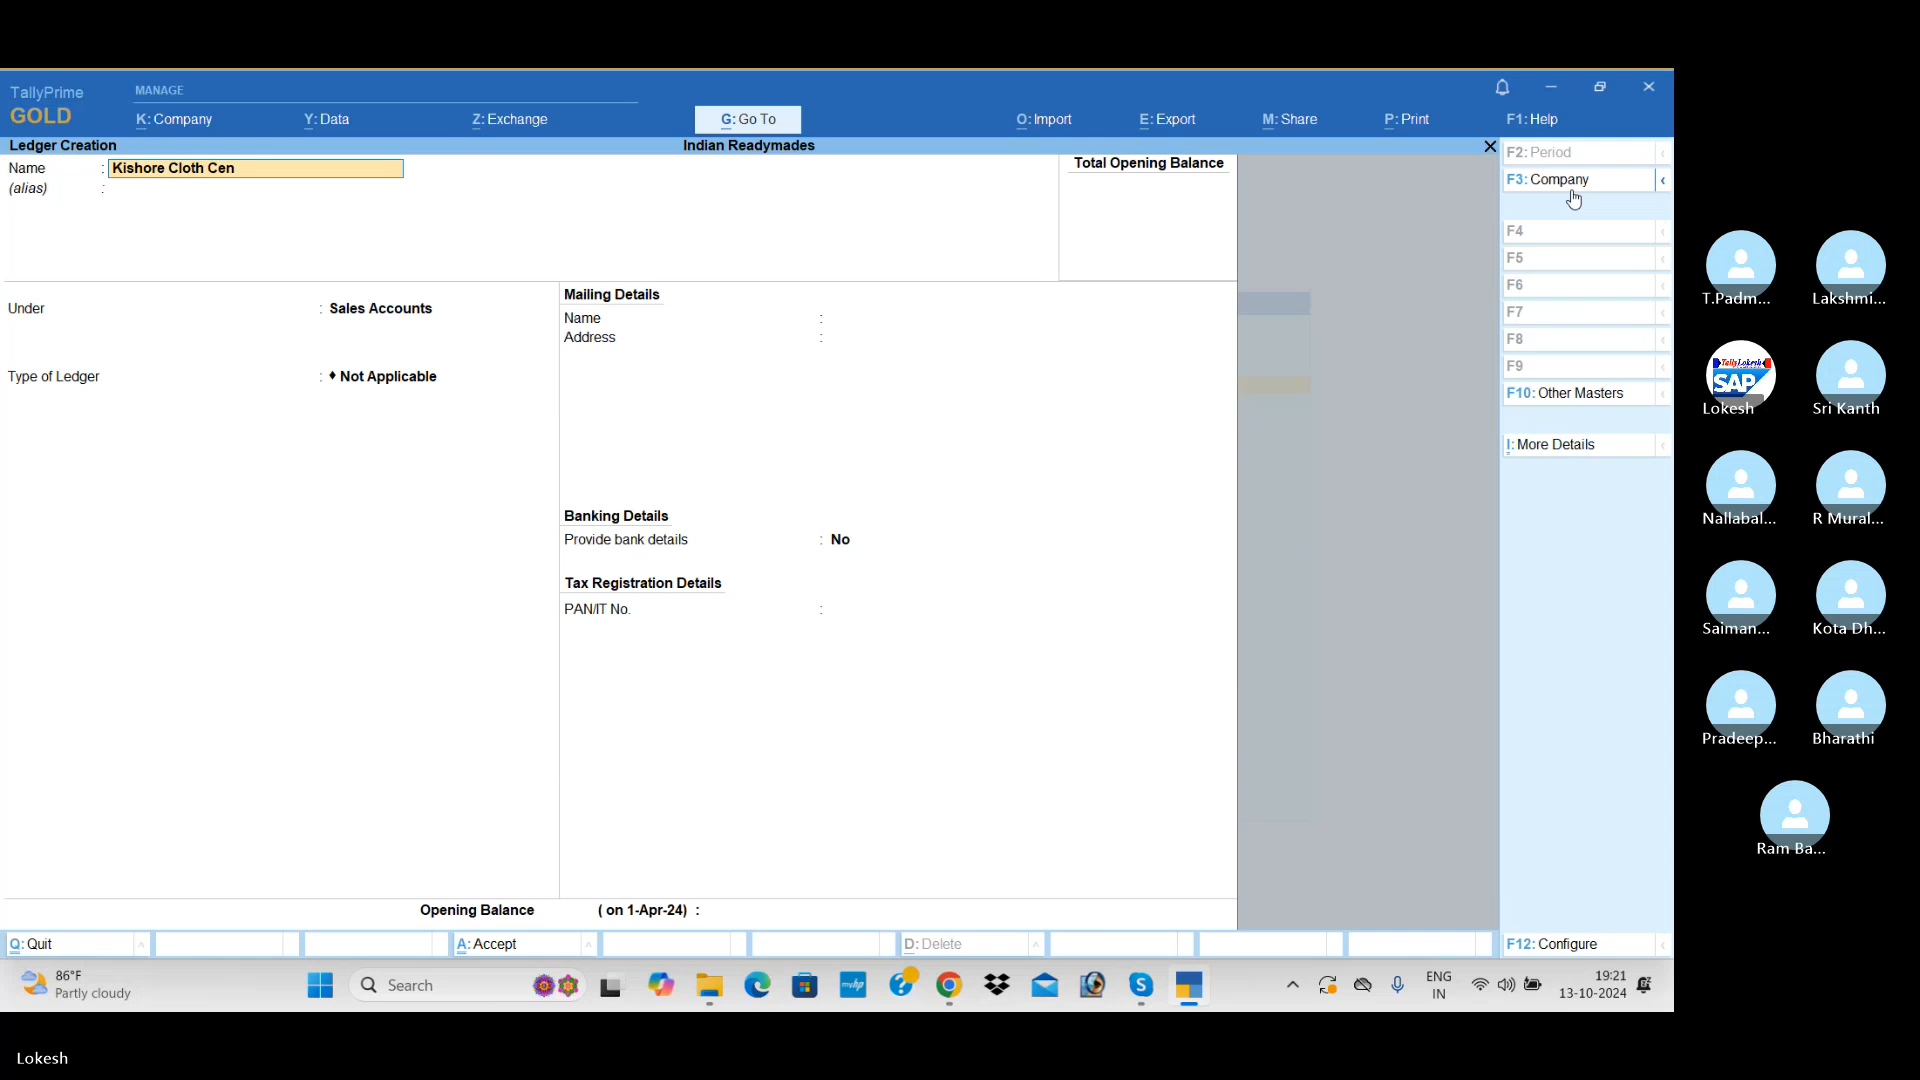 TallyPrime
GOLD
MANAGE
K: Company
Y: Data
Z: Exchange
G: Go To
O: Import
E: Export
M: Share
P: Print
F1: Help
Ledger Creation
Indian Readymades
Name : Kishore Cloth Cen
(alias) :
Total Opening Balance
Under : Sales Accounts
Type of Ledger : ♦ Not Applicable
Mailing Details
Name :
Address :
Banking Details
Provide bank details : No
Tax Registration Details
PAN/IT No. :
Opening Balance ( on 1-Apr-24) :
F2: Period
F3: Company
F4
F5
F6
F7
F8
F9
F10: Other Masters
I: More Details
F12: Configure
Q: Quit
A: Accept
D: Delete
86°F
Partly cloudy
Search
myhp
ENG
IN
19:21
13-10-2024
T.Padm...
Lakshmi...
TallyLokesh
SAP
Lokesh
Sri Kanth
Nallabal...
R Mural...
Saiman...
Kota Dh...
Pradeep...
Bharathi
Ram Ba...
Lokesh